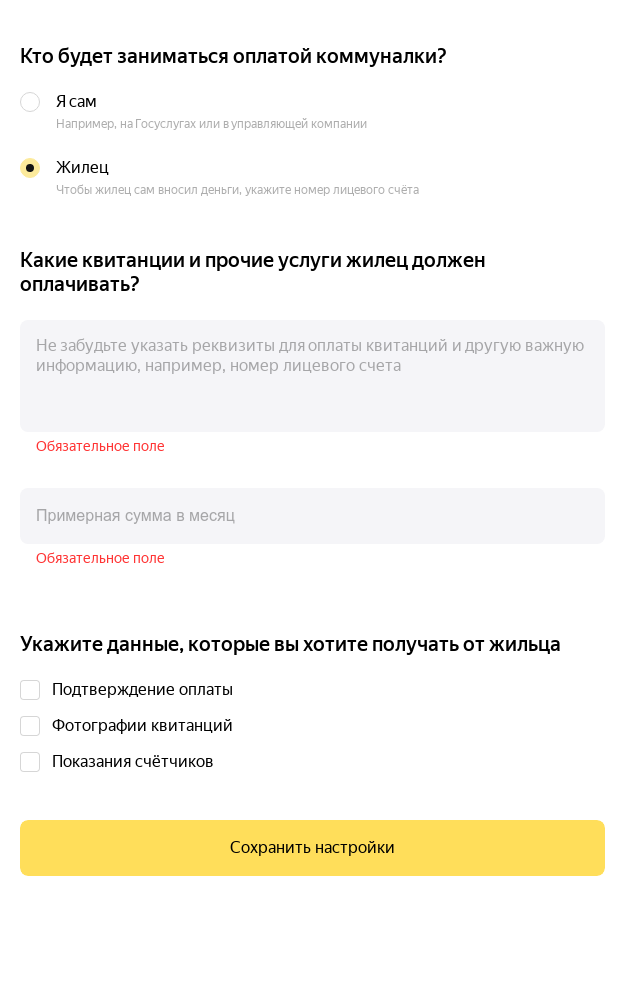 Кто будет заниматься оплатой коммуналки?
Я сам
Например, на Госуслугах или в управляющей компании
Жилец
Чтобы жилец сам вносил деньги, укажите номер лицевого счёта
Какие квитанции и прочие услуги жилец должен
оплачивать?
Не забудьте указать реквизиты для оплаты квитанций и другую важную
информацию, например, номер лицевого счета
Обязательное поле
Примерная сумма в месяц
Обязательное поле
Укажите данные, которые вы хотите получать от жильца
Подтверждение оплаты
Фотографии квитанций
Показания счётчиков
Сохранить настройки